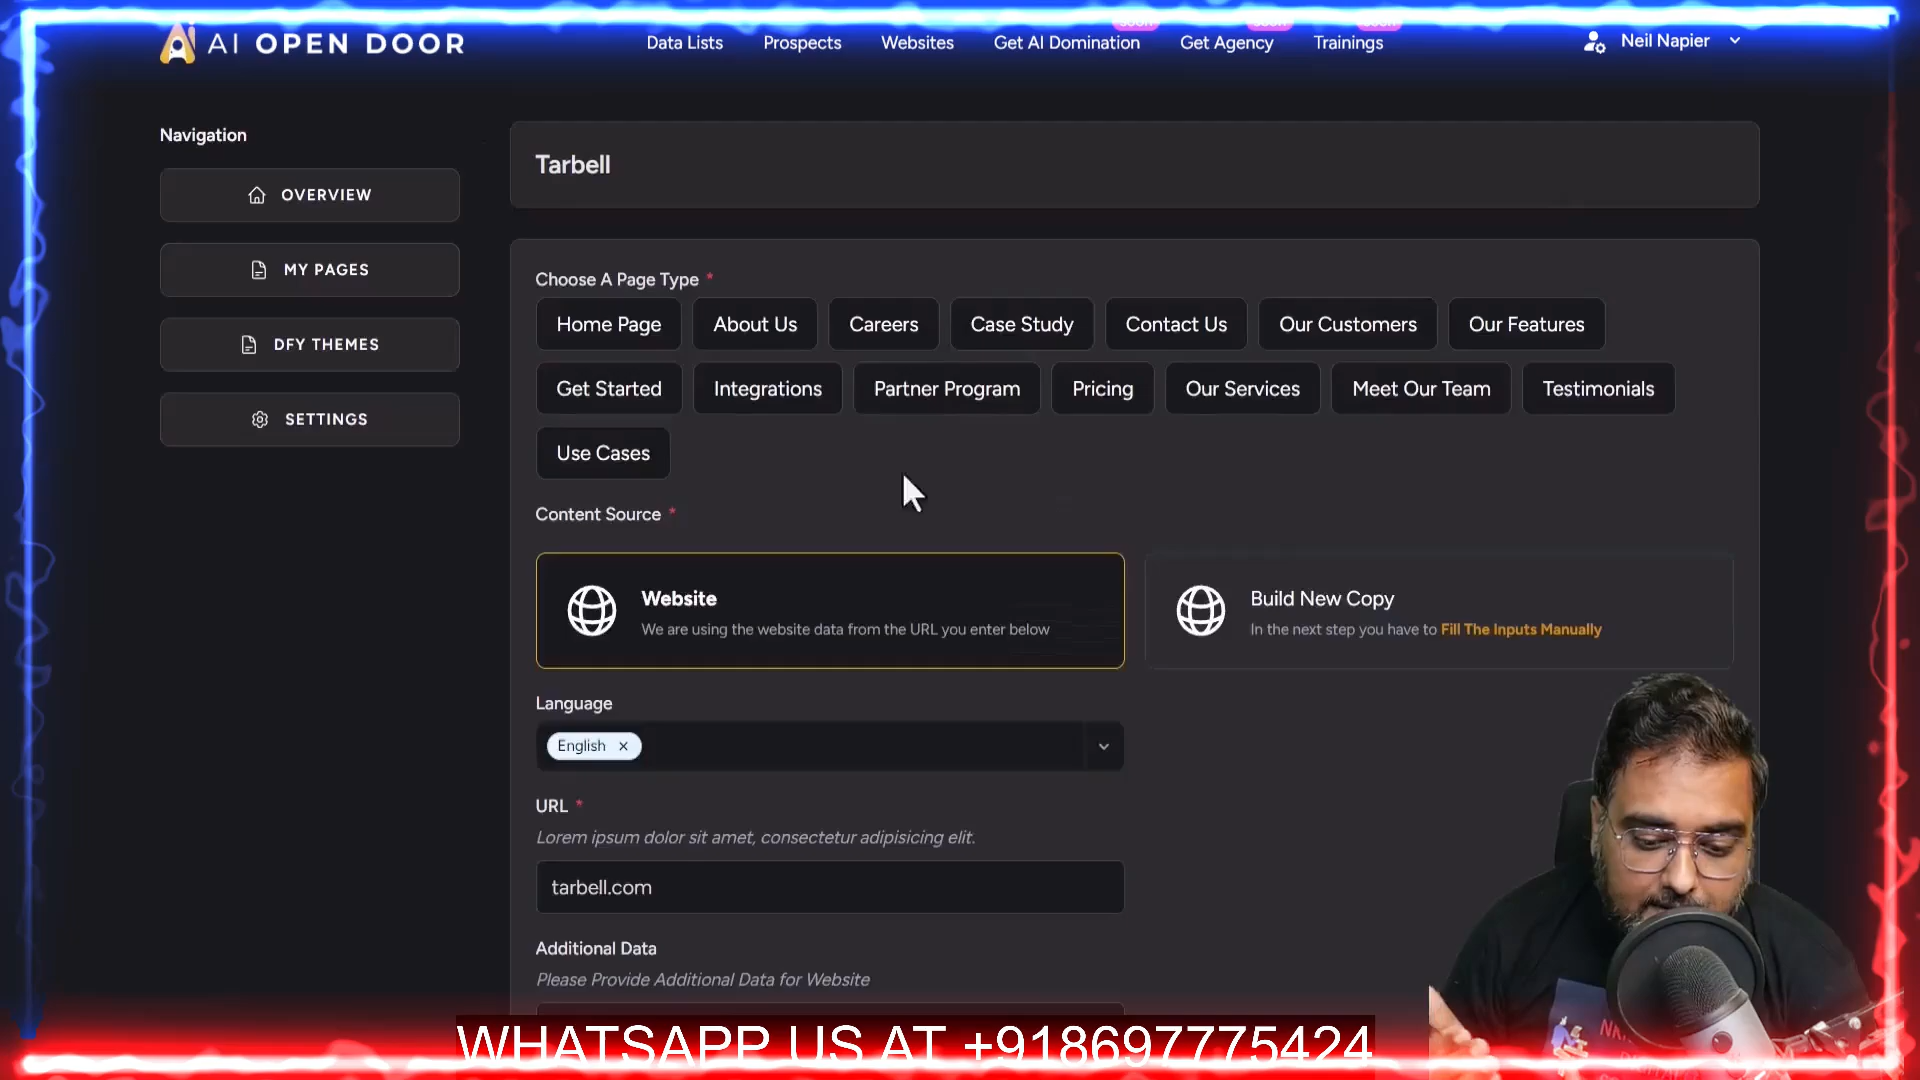 AI OPEN DOOR
Data Lists
Prospects
Websites
Get AI Domination
Soon
Get Agency
Soon
Trainings
Soon
Neil Napier
Navigation
OVERVIEW
MY PAGES
DFY THEMES
SETTINGS
Tarbell
Choose A Page Type *
Home Page
About Us
Careers
Case Study
Contact Us
Our Customers
Our Features
Get Started
Integrations
Partner Program
Pricing
Our Services
Meet Our Team
Testimonials
Use Cases
Content Source *
Website
We are using the website data from the URL you enter below
Build New Copy
In the next step you have to Fill The Inputs Manually
Language
English ×
URL *
Lorem ipsum dolor sit amet, consectetur adipisicing elit.
tarbell.com
Additional Data
Please Provide Additional Data for Website
WHATSAPP US AT +918697775424